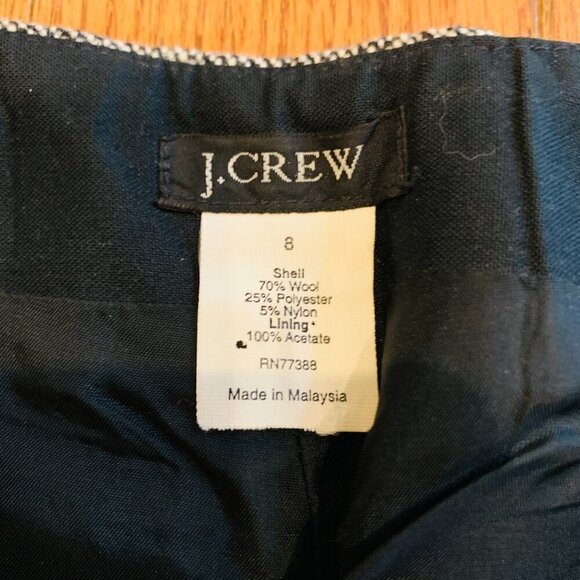 J.CREW
8
Shell
70% Wool
25% Polyester
5% Nylon
Lining
100% Acetate
RN77388
Made in Malaysia